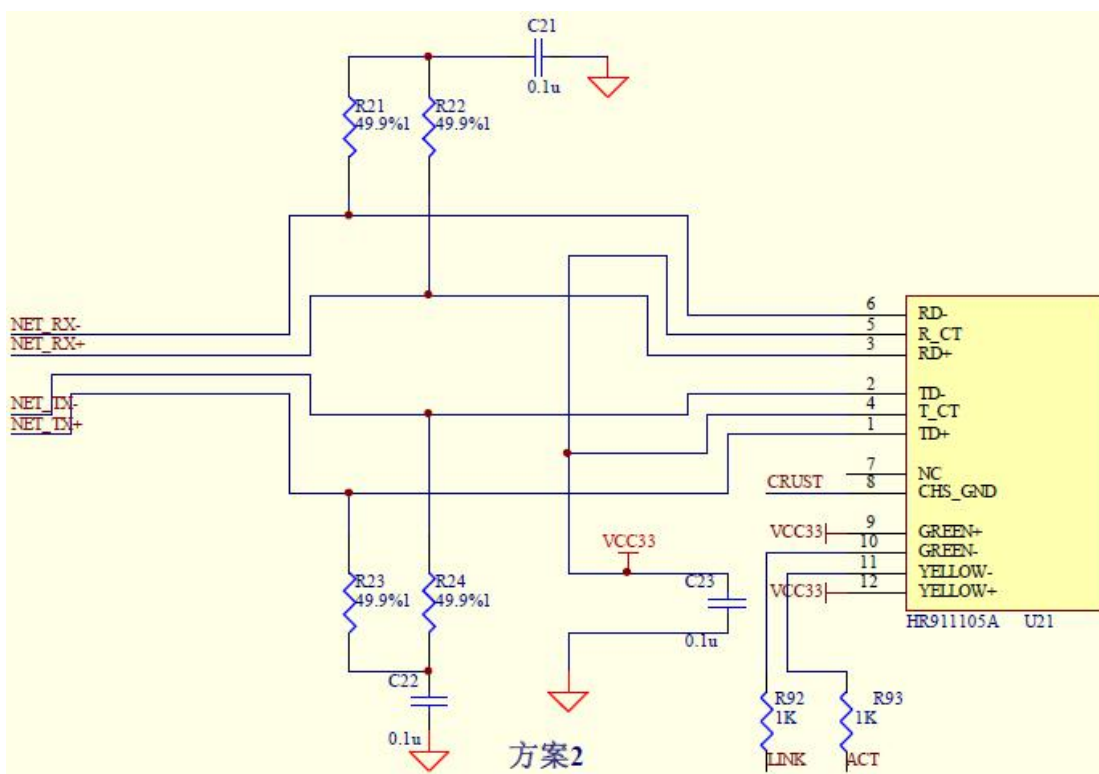 C21
0.1u
R21
49.9%1
R22
49.9%1
NET_RX-
NET_RX+
NET_TX-
NET_TX+
6
RD-
5
R_CT
3
RD+
2
TD-
4
T_CT
1
TD+
7
NC
CRUST
8
CHS_GND
VCC33
9
GREEN+
10
GREEN-
11
YELLOW-
VCC33
12
YELLOW+
HR911105A
U21
VCC33
C23
0.1u
R23
49.9%1
R24
49.9%1
C22
0.1u
R92
1K
R93
1K
LINK
ACT
方案2